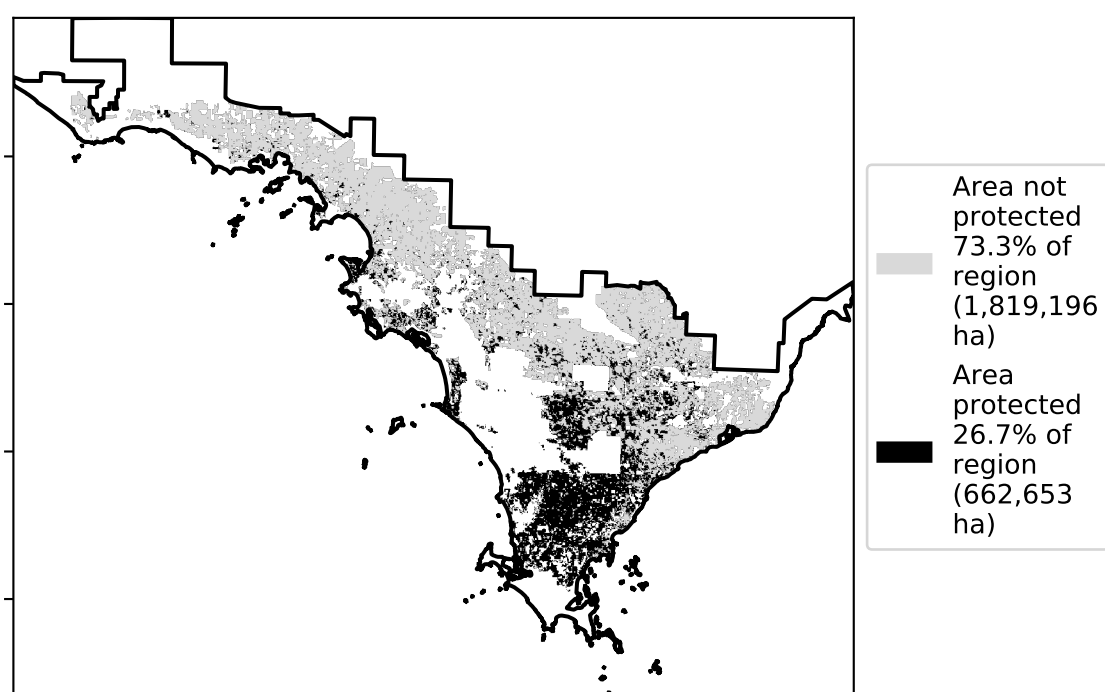 Area not
protected
73.3% of
region
(1,819,196
ha)
Area
protected
26.7% of
region
(662,653
ha)